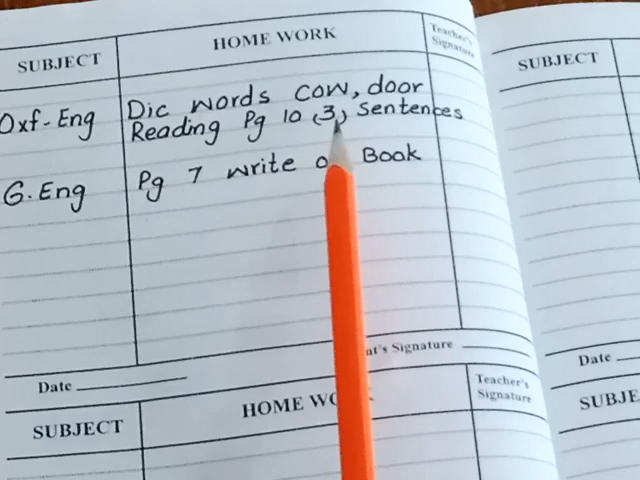 SUBJECT HOME WORK Teacher's Signature
Oxf-Eng Dic words cow, door
Reading Pg 10 (3) Sentences
G.Eng Pg 7 write Book
Signature
Date
SUBJECT HOME Teacher's Signature
SUBJECT
Date